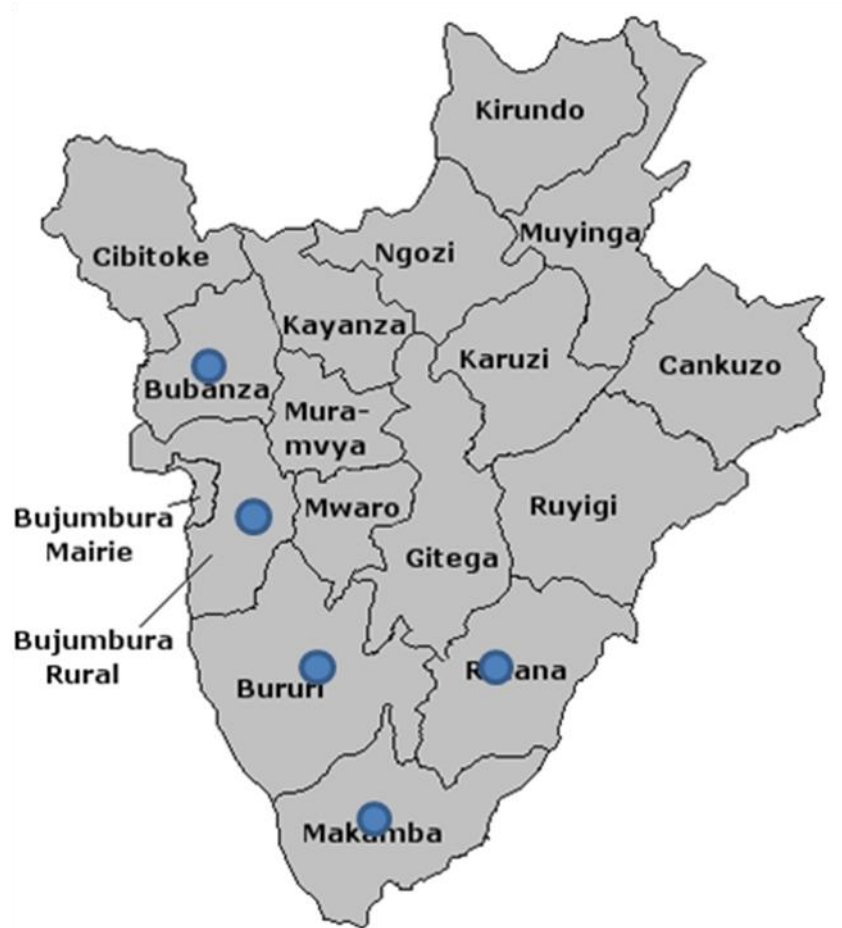 Kirundo
Muyinga
Ngozi
Cibitoke
Kayanza
Karuzi
Cankuzo
Bubanza
Mura-
mvya
Mwaro
Ruyigi
Bujumbura
Mairie
Gitega
Bujumbura
Rural
Bururi
Makamba